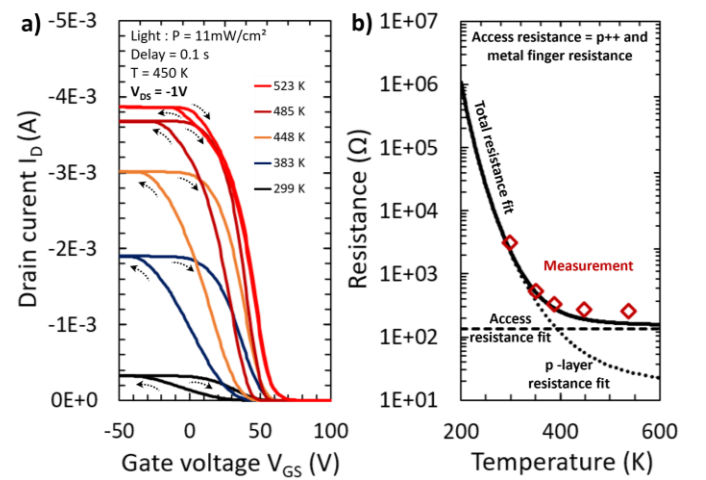 a)
-5E-3
-4E-3
-3E-3
-2E-3
-1E-3
0E+0
Drain curent I_D (A)
Light : P = 11mW/cm²
Delay = 0.1 s
T = 450 K
V_DS = -1V
523 K
485 K
448 K
383 K
299 K
-50 0 50 100
Gate voltage V_GS (V)
b)
1E+07
1E+06
1E+05
1E+04
1E+03
1E+02
1E+01
Resistance (Ω)
Access resistance = p++ and
metal finger resistance
Total resistance fit
Measurement
Access
resistance fit
p -layer
resistance fit
200 400 600
Temperature (K)